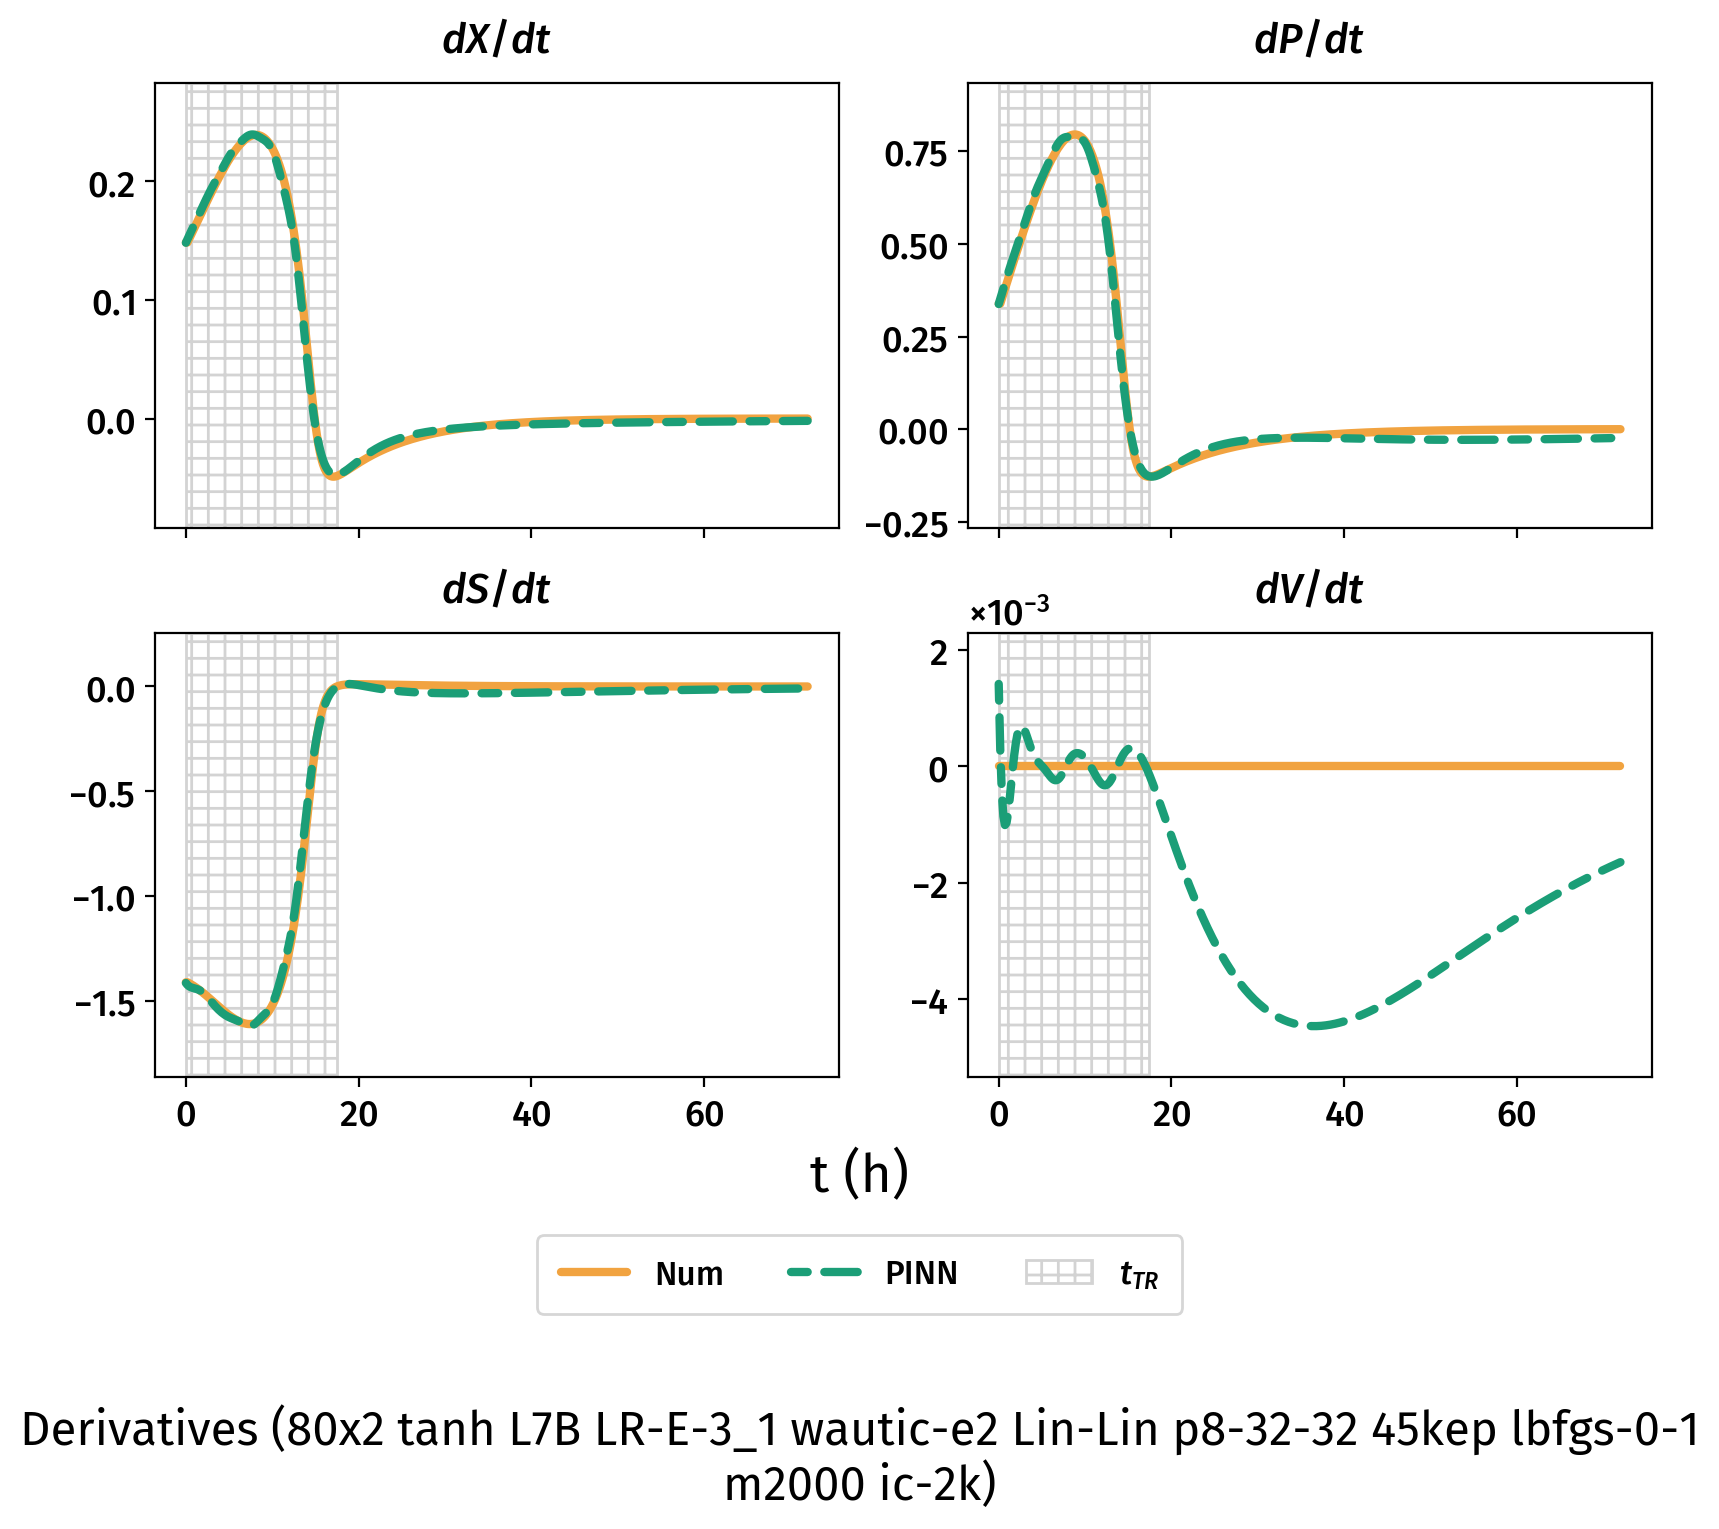 dX/dt
dP/dt
0.2
0.1
0.0
0.75
0.50
0.25
0.00
−0.25
dS/dt
dV/dt
×10⁻³
0.0
−0.5
−1.0
−1.5
2
0
−2
−4
0 20 40 60
0 20 40 60
t (h)
Num PINN t_TR
Derivatives (80x2 tanh L7B LR-E-3_1 wautic-e2 Lin-Lin p8-32-32 45kep lbfgs-0-1
m2000 ic-2k)